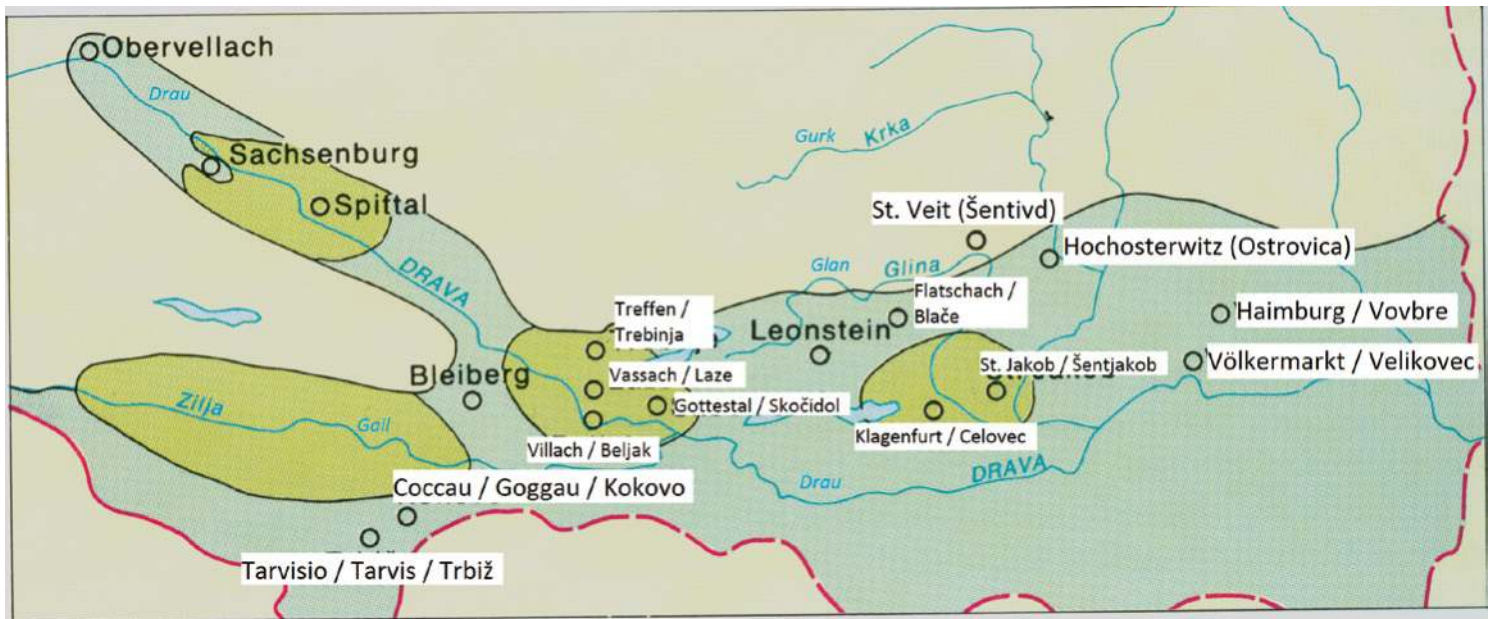 Obervellach
Drau
Sachsenburg
Spiftal
Gurk Krka
St. Veit (Šentivd)
Hochosterwitz (Ostrovica)
DRAVA
Glan Glina
Treffen /
Trebinja
Flatschach /
Blače
Leonstein
Haimburg / Vovbre
Bleiberg
Vassach / Laze
St. Jakob / Šentjakob
Völkermarkt / Velikovec
Zilja
Gail
Gottestal / Skočidol
Villach / Beljak
Klagenfurt / Celovec
Drau
DRAVA
Coccau / Goggau / Kokovo
Tarvisio / Tarvis / Trbiž